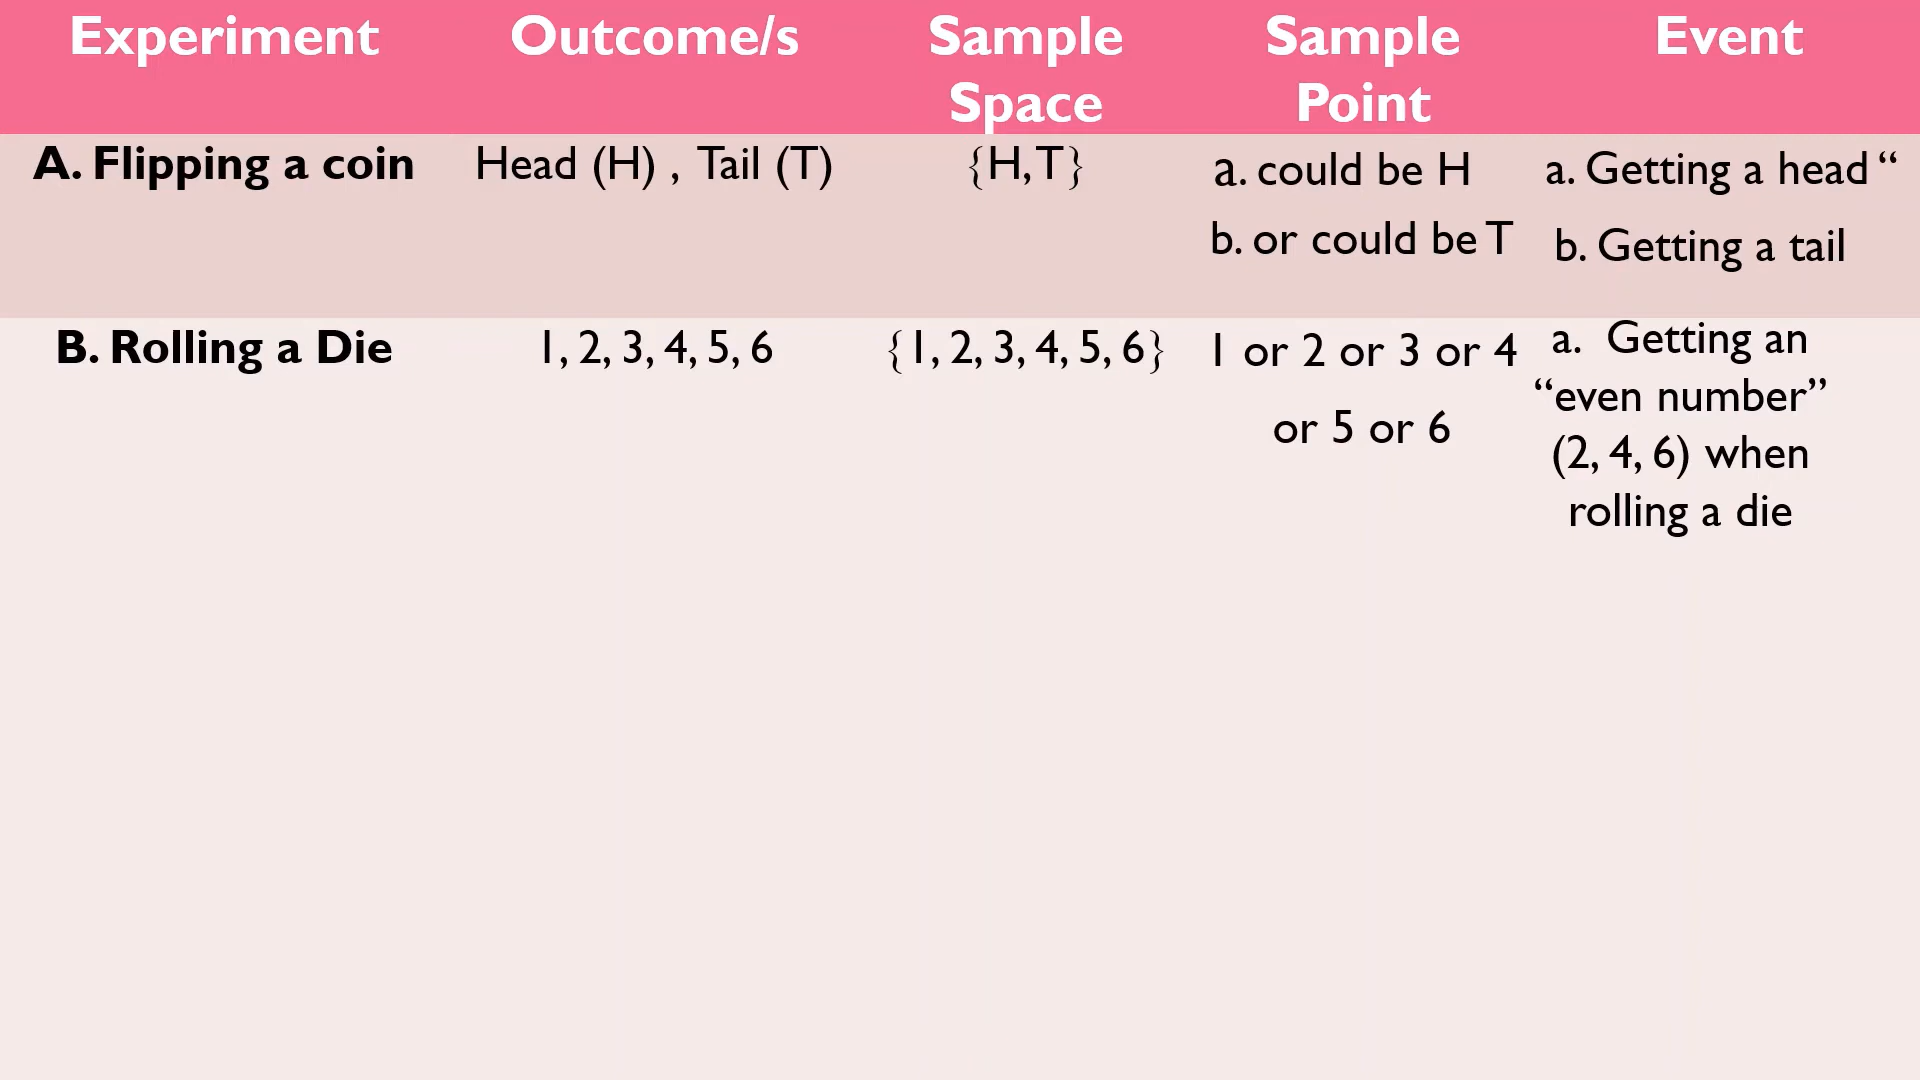 Experiment
Outcome/s
Sample
Space
Sample
Point
Event
A. Flipping a coin
Head (H) , Tail (T)
{H,T}
a. could be H
b. or could be T
a. Getting a head “
b. Getting a tail
B. Rolling a Die
1, 2, 3, 4, 5, 6
{1, 2, 3, 4, 5, 6}
1 or 2 or 3 or 4
or 5 or 6
a. Getting an
“even number”
(2, 4, 6) when
rolling a die